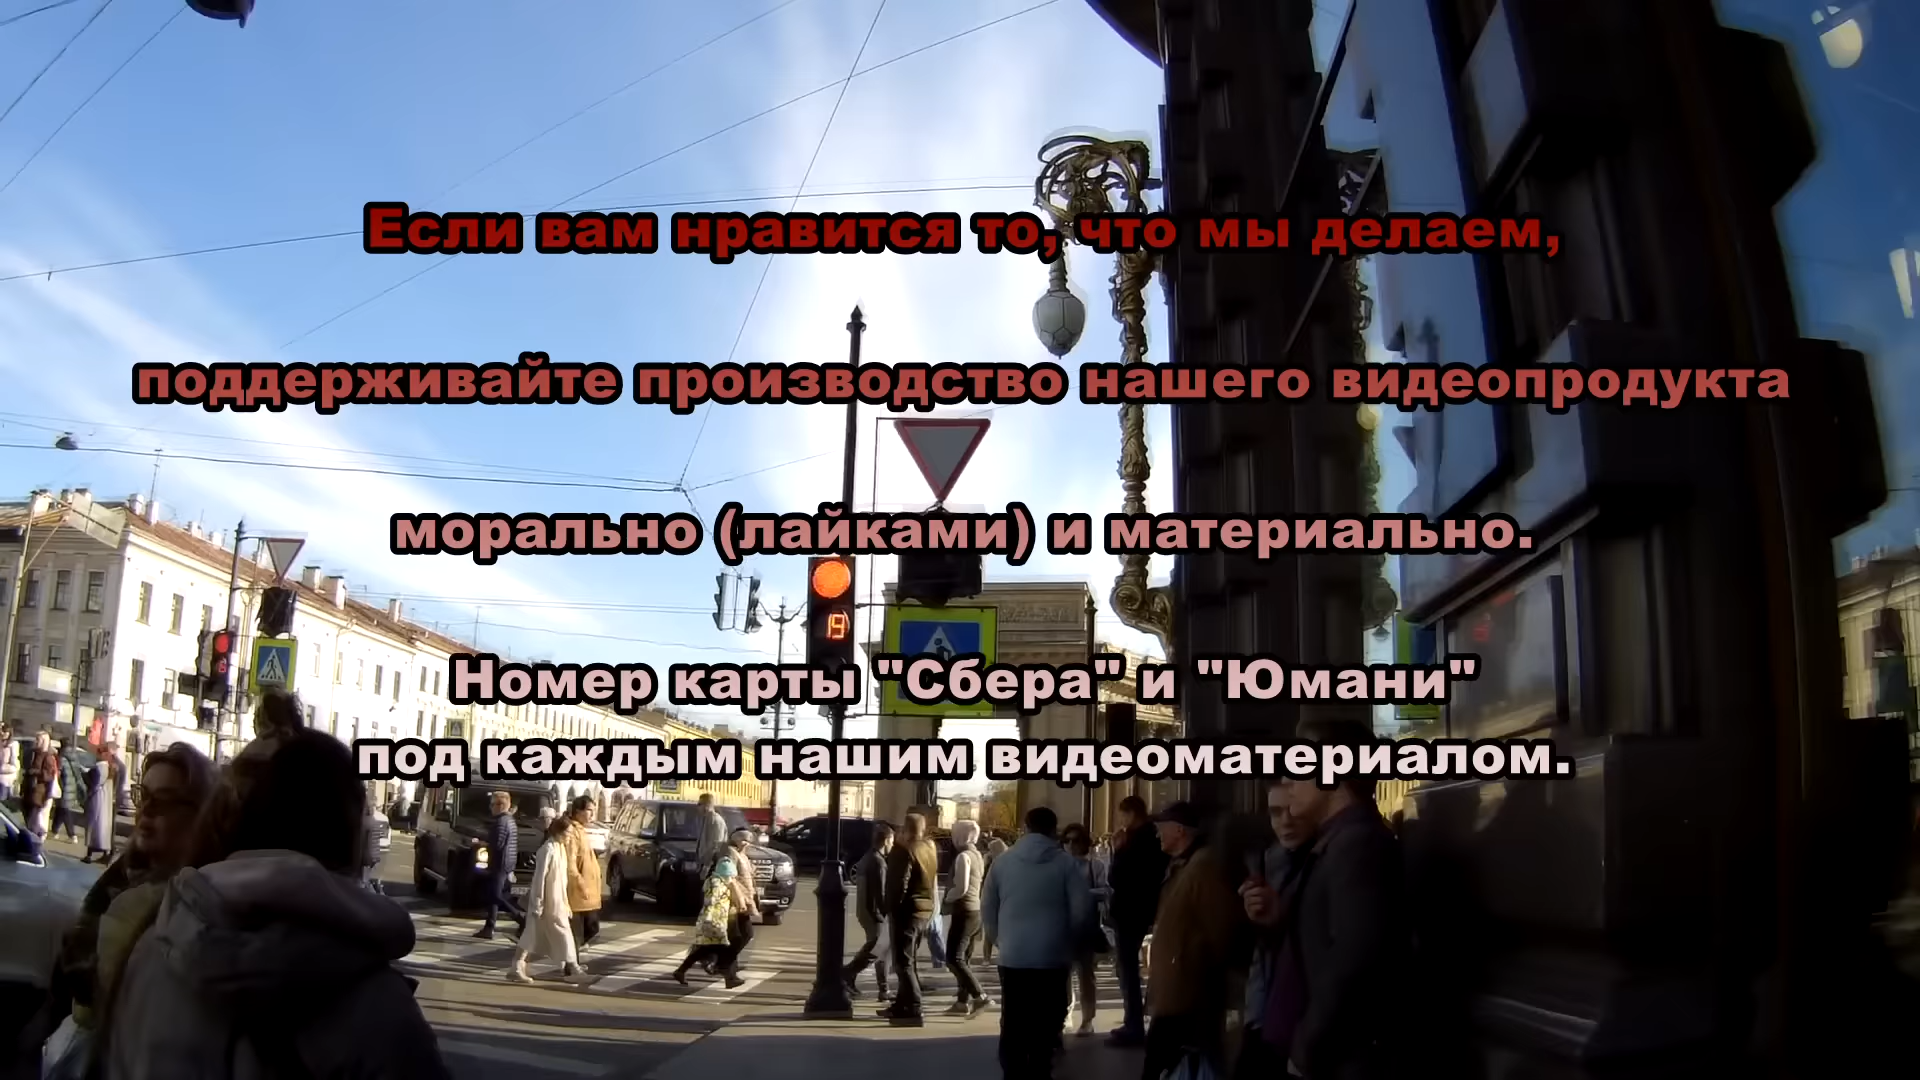 Если вам нравится то, что мы делаем,
поддерживайте производство нашего видеопродукта
морально (лайками) и материально.
19
Номер карты "Сбера" и "Юмани"
под каждым нашим видеоматериалом.